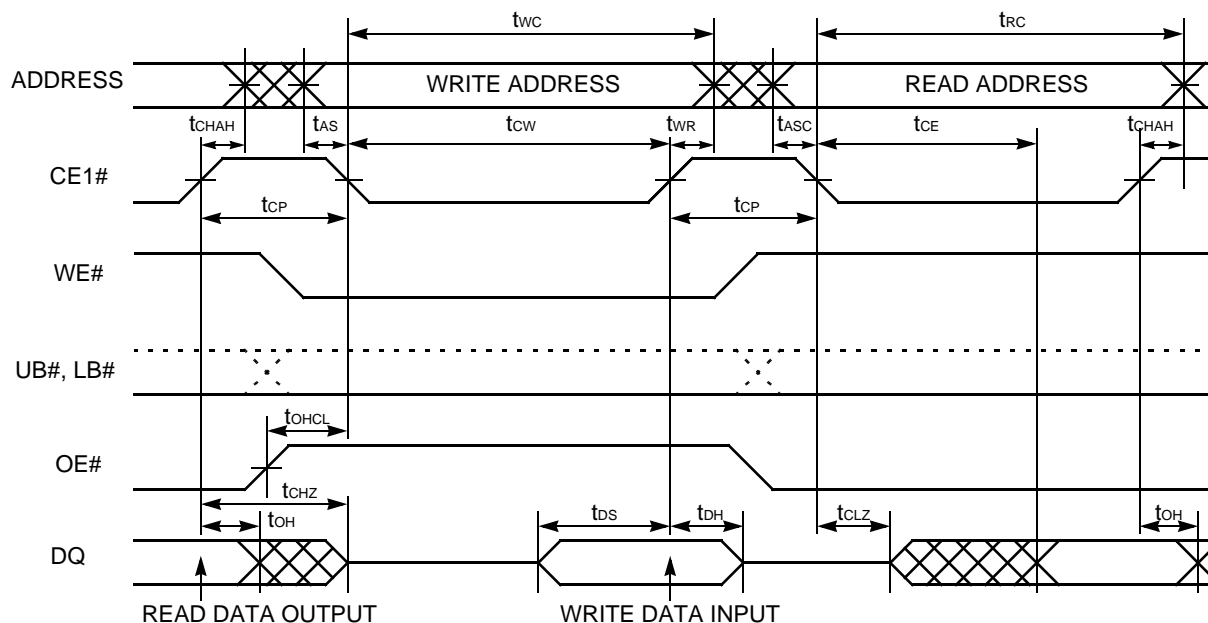 tWC tRC
ADDRESS WRITE ADDRESS READ ADDRESS
tCHAH tAS tCW tWR tASC tCE tCHAH
CE1#
tCP tCP
WE#
UB#, LB#
tOHCL
OE#
tCHZ
tOH tDS tDH tCLZ tOH
DQ
READ DATA OUTPUT WRITE DATA INPUT